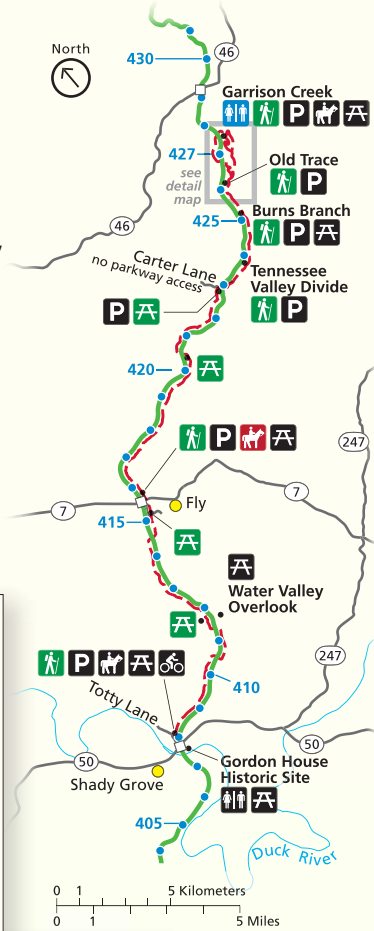 North
430
46
Garrison Creek
P
427
Old Trace
see
detail
map
P
425
Burns Branch
P
46
Carter Lane
no parkway access
Tennessee
Valley Divide
P
P
420
P
247
7
Fly
7
415
Water Valley
Overlook
P
247
410
Totty Lane
50
Gordon House
Historic Site
50
Shady Grove
405
Duck River
0 1 5 Kilometers
0 1 5 Miles